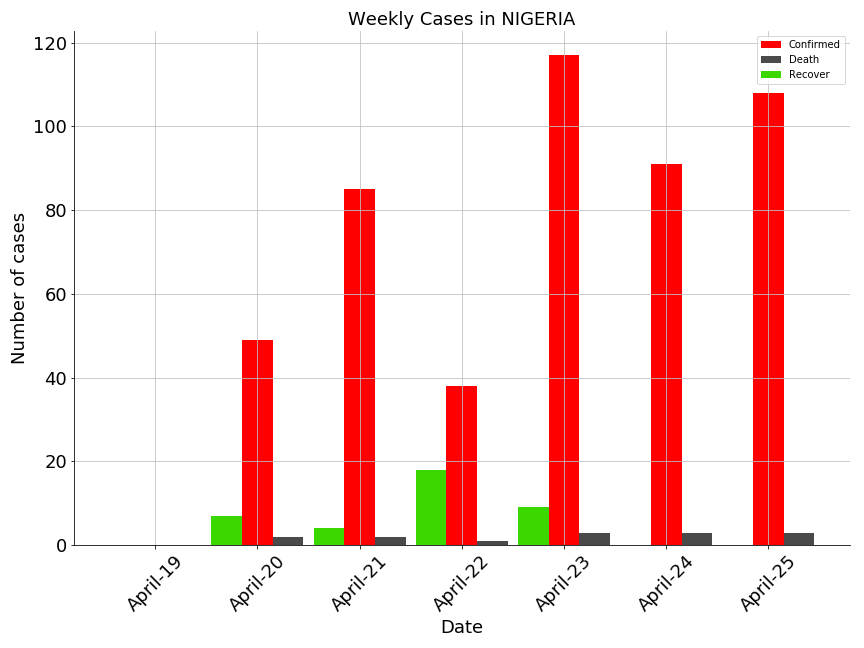 Weekly Cases in NIGERIA
Confirmed
Death
Recover
120
100
80
60
40
20
0
Number of cases
April-19
April-20
April-21
April-22
April-23
April-24
April-25
Date